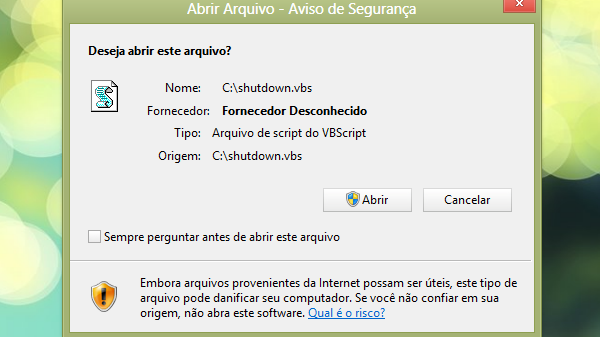 Abrir Arquivo - Aviso de Segurança
Deseja abrir este arquivo?
Nome: C:\shutdown.vbs
Fornecedor: Fornecedor Desconhecido
Tipo: Arquivo de script do VBScript
Origem: C:\shutdown.vbs
Abrir Cancelar
Sempre perguntar antes de abrir este arquivo
Embora arquivos provenientes da Internet possam ser úteis, este tipo de
arquivo pode danificar seu computador. Se você não confiar em sua
origem, não abra este software. Qual é o risco?